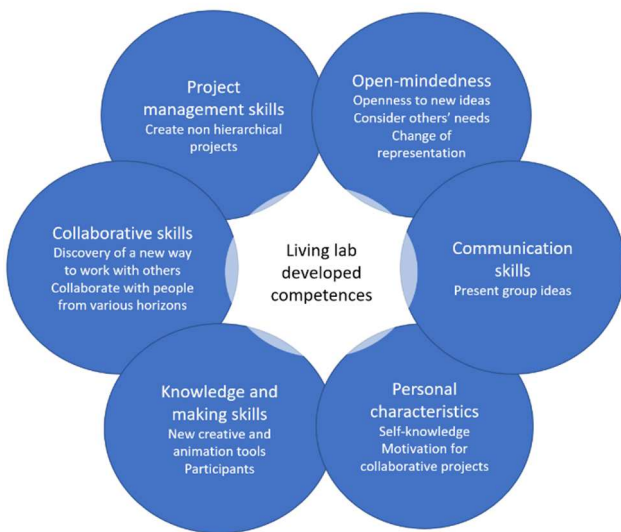 Project
management skills
Create non hierarchical
projects
Open-mindedness
Openness to new ideas
Consider others' needs
Change of
representation
Collaborative skills
Discovery of a new way
to work with others
Collaborate with people
from various horizons
Living lab
developed
competences
Communication
skills
Present group ideas
Knowledge and
making skills
New creative and
animation tools
Participants
Personal
characteristics
Self-knowledge
Motivation for
collaborative projects